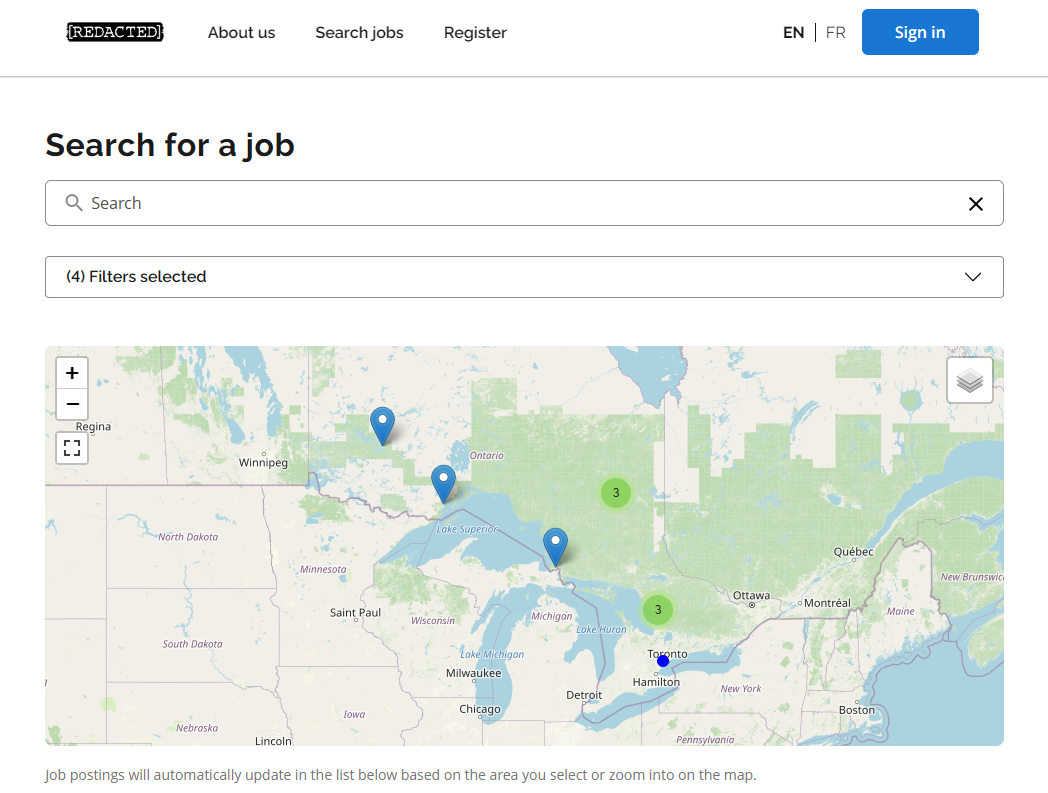 [REDACTED]
About us
Search jobs
Register
EN | FR
Sign in
Search for a job
Search
(4) Filters selected
+
−
Regina
Winnipeg
Ontario
3
Lake Superior
North Dakota
Québec
Minnesota
New Brunswic
Ottawa
Montréal
Saint Paul
Wisconsin
Michigan
3
Maine
Lake Huron
South Dakota
Lake Michigan
Toronto
Milwaukee
Hamilton
New York
Detroit
Chicago
Iowa
Boston
Nebraska
Lincoln
Pennsylvania
Job postings will automatically update in the list below based on the area you select or zoom into on the map.